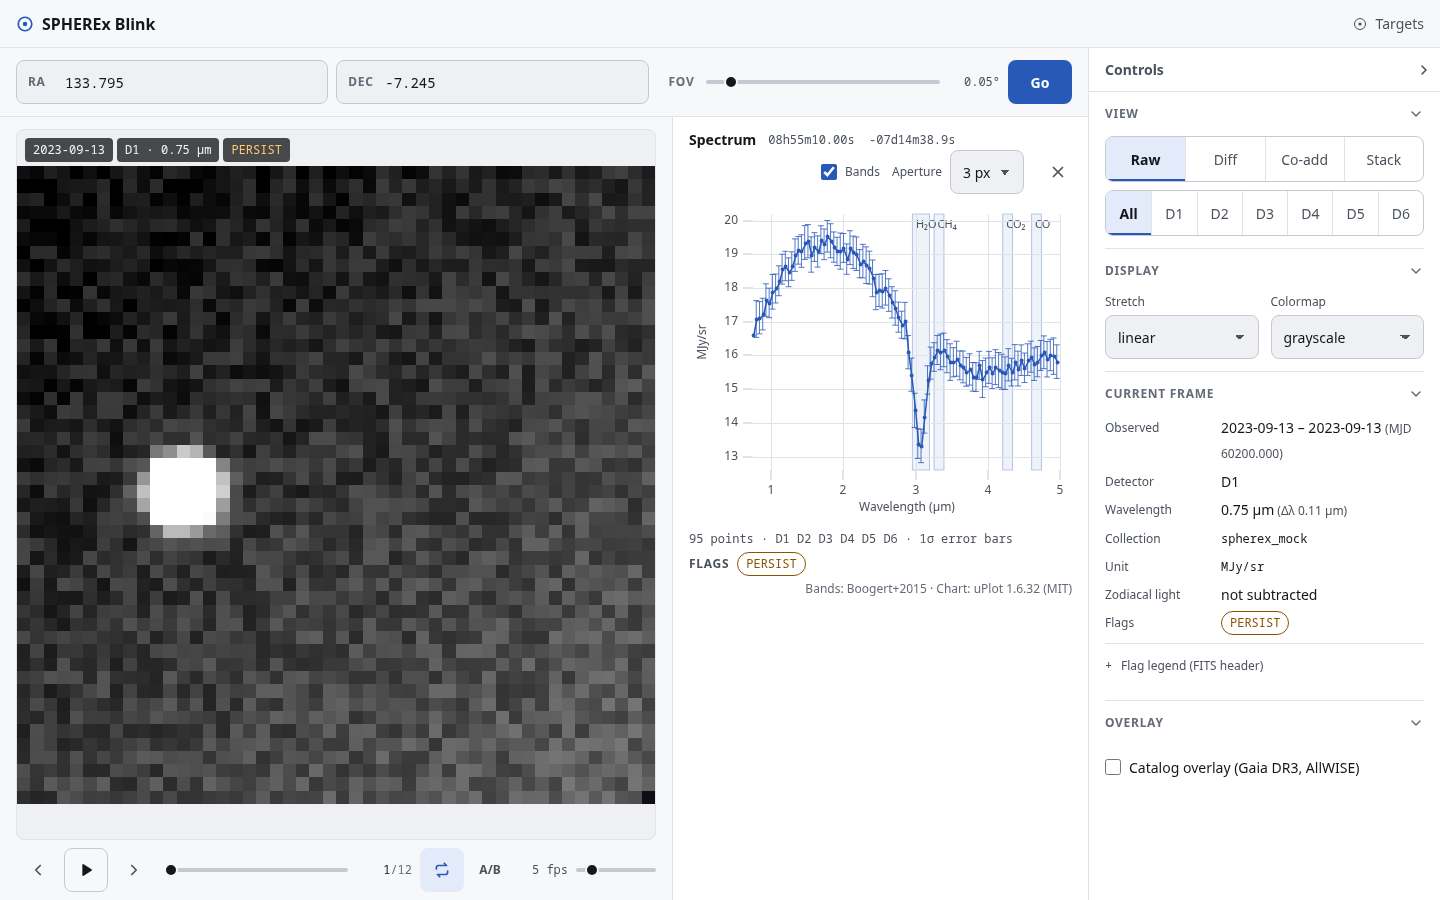 SPHEREx Blink
Targets
RA 133.795
DEC -7.245
FOV 0.05°
Go
2023-09-13
D1 · 0.75 µm
PERSIST
Spectrum 08h55m10.00s -07d14m38.9s
Bands Aperture 3 px
20
19
18
17
16
15
14
13
MJy/sr
H₂O CH₄ CO₂ CO
1 2 3 4 5
Wavelength (µm)
95 points · D1 D2 D3 D4 D5 D6 · 1σ error bars
FLAGS PERSIST
Bands: Boogert+2015 · Chart: uPlot 1.6.32 (MIT)
1/12
A/B
5 fps
Controls
VIEW
Raw Diff Co-add Stack
All D1 D2 D3 D4 D5 D6
DISPLAY
Stretch Colormap
linear grayscale
CURRENT FRAME
Observed 2023-09-13 – 2023-09-13 (MJD
60200.000)
Detector D1
Wavelength 0.75 µm (Δλ 0.11 µm)
Collection spherex_mock
Unit MJy/sr
Zodiacal light not subtracted
Flags PERSIST
+ Flag legend (FITS header)
OVERLAY
Catalog overlay (Gaia DR3, AllWISE)